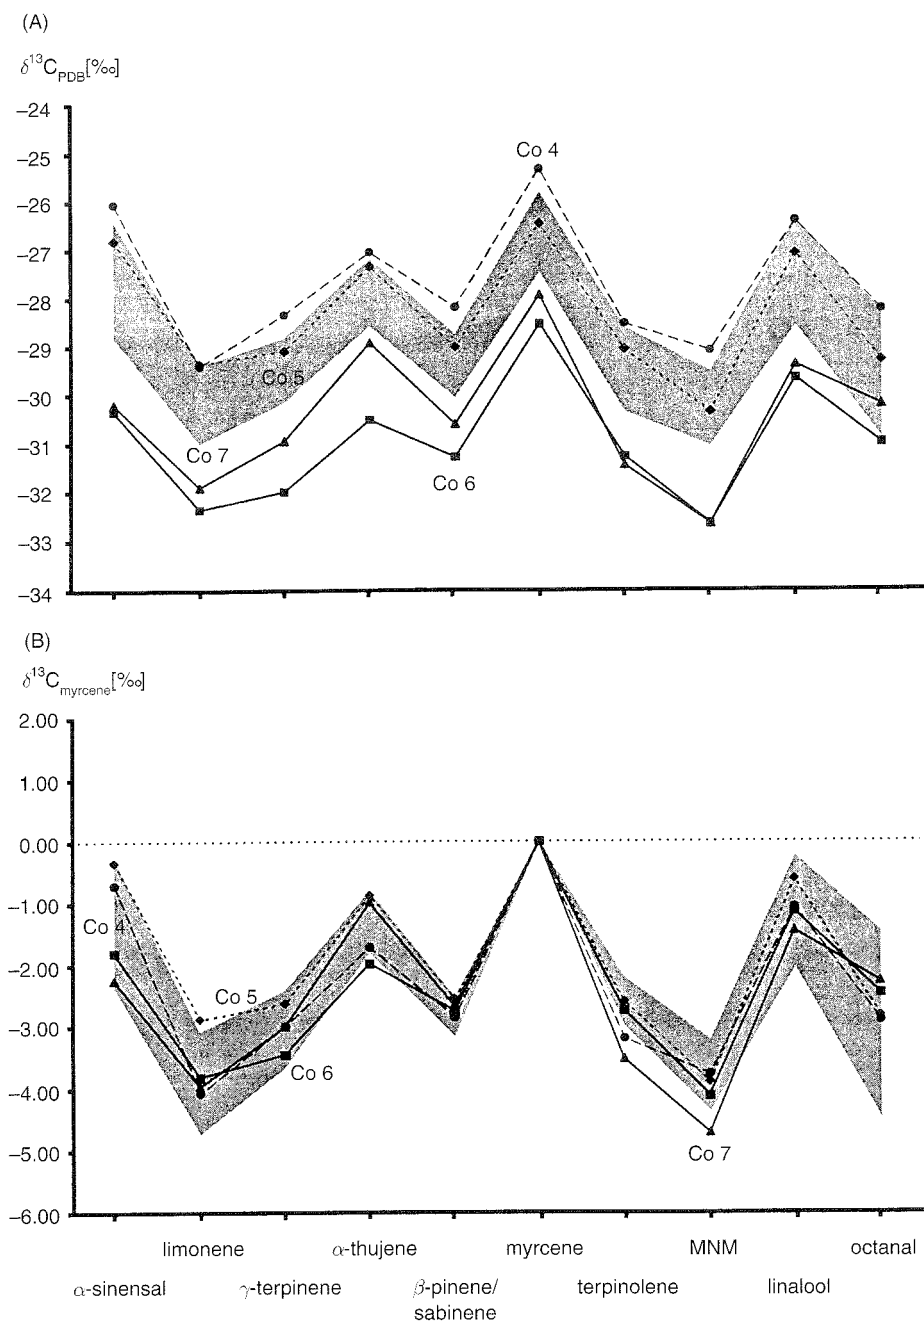 (A)
δ¹³C_PDB[‰]
–24
–25
–26
–27
–28
–29
–30
–31
–32
–33
–34
Co 4
Co 5
Co 7
Co 6
(B)
δ¹³C_myrcene[‰]
2.00
1.00
0.00
–1.00
–2.00
–3.00
–4.00
–5.00
–6.00
Co 4
Co 5
Co 6
Co 7
limonene α-thujene myrcene MNM octanal
α-sinensal γ-terpinene β-pinene/ terpinolene linalool
sabinene